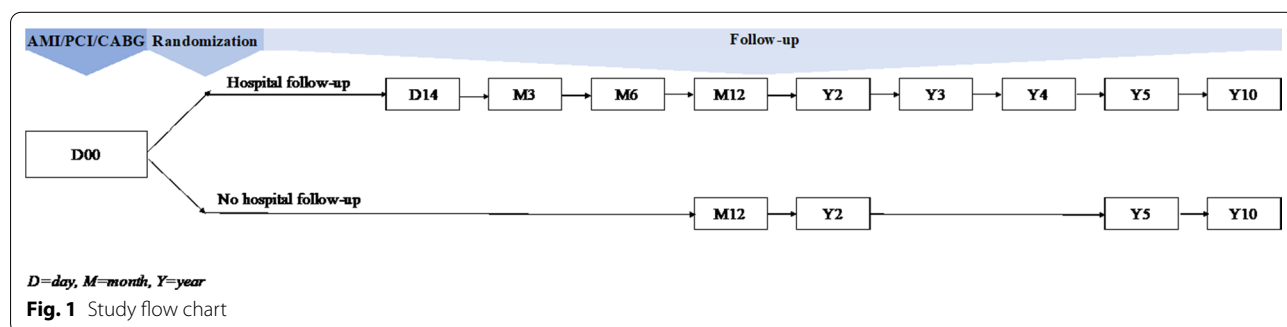 AMI/PCI/CABG Randomization Follow-up
Hospital follow-up
D14 M3 M6 M12 Y2 Y3 Y4 Y5 Y10
D00
No hospital follow-up
M12 Y2 Y5 Y10
D=day, M=month, Y=year
Fig. 1 Study flow chart